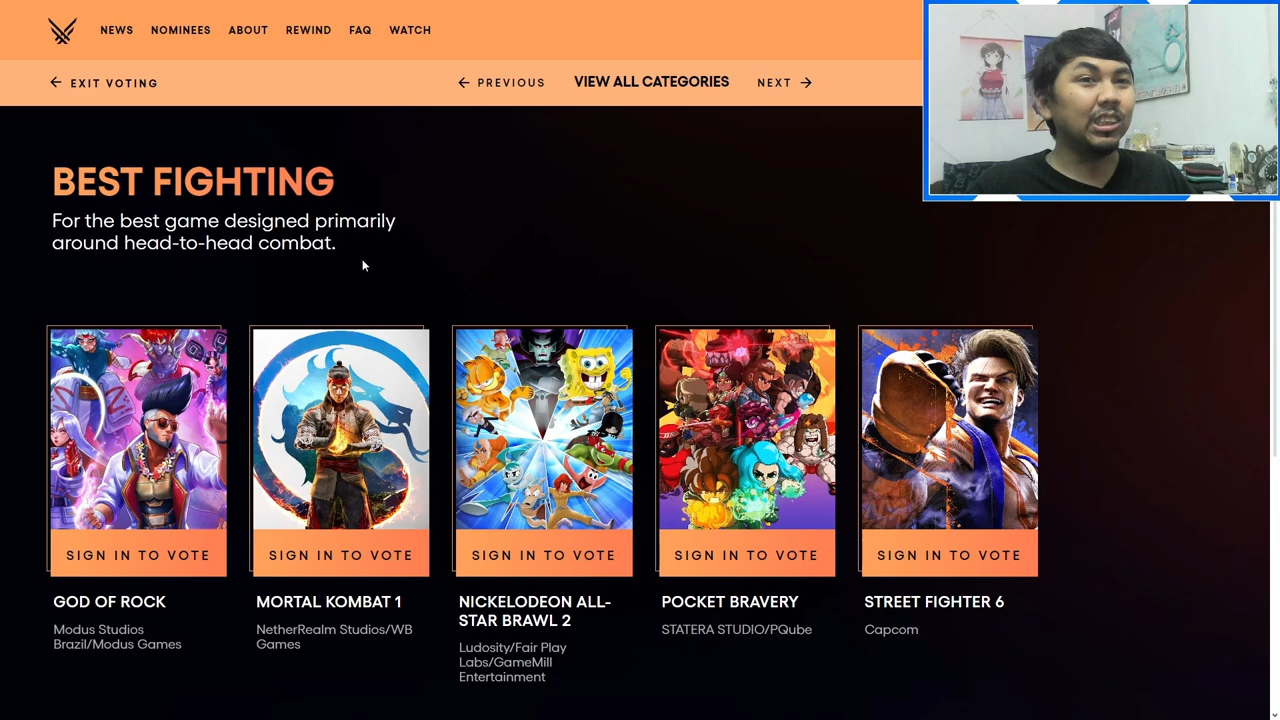 NEWS NOMINEES ABOUT REWIND FAQ WATCH
EXIT VOTING
PREVIOUS
VIEW ALL CATEGORIES
NEXT
BEST FIGHTING
For the best game designed primarily
around head-to-head combat.
SIGN IN TO VOTE
SIGN IN TO VOTE
SIGN IN TO VOTE
SIGN IN TO VOTE
SIGN IN TO VOTE
GOD OF ROCK
Modus Studios
Brazil/Modus Games
MORTAL KOMBAT 1
NetherRealm Studios/WB
Games
NICKELODEON ALL-
STAR BRAWL 2
Ludosity/Fair Play
Labs/GameMill
Entertainment
POCKET BRAVERY
STATERA STUDIO/PQube
STREET FIGHTER 6
Capcom